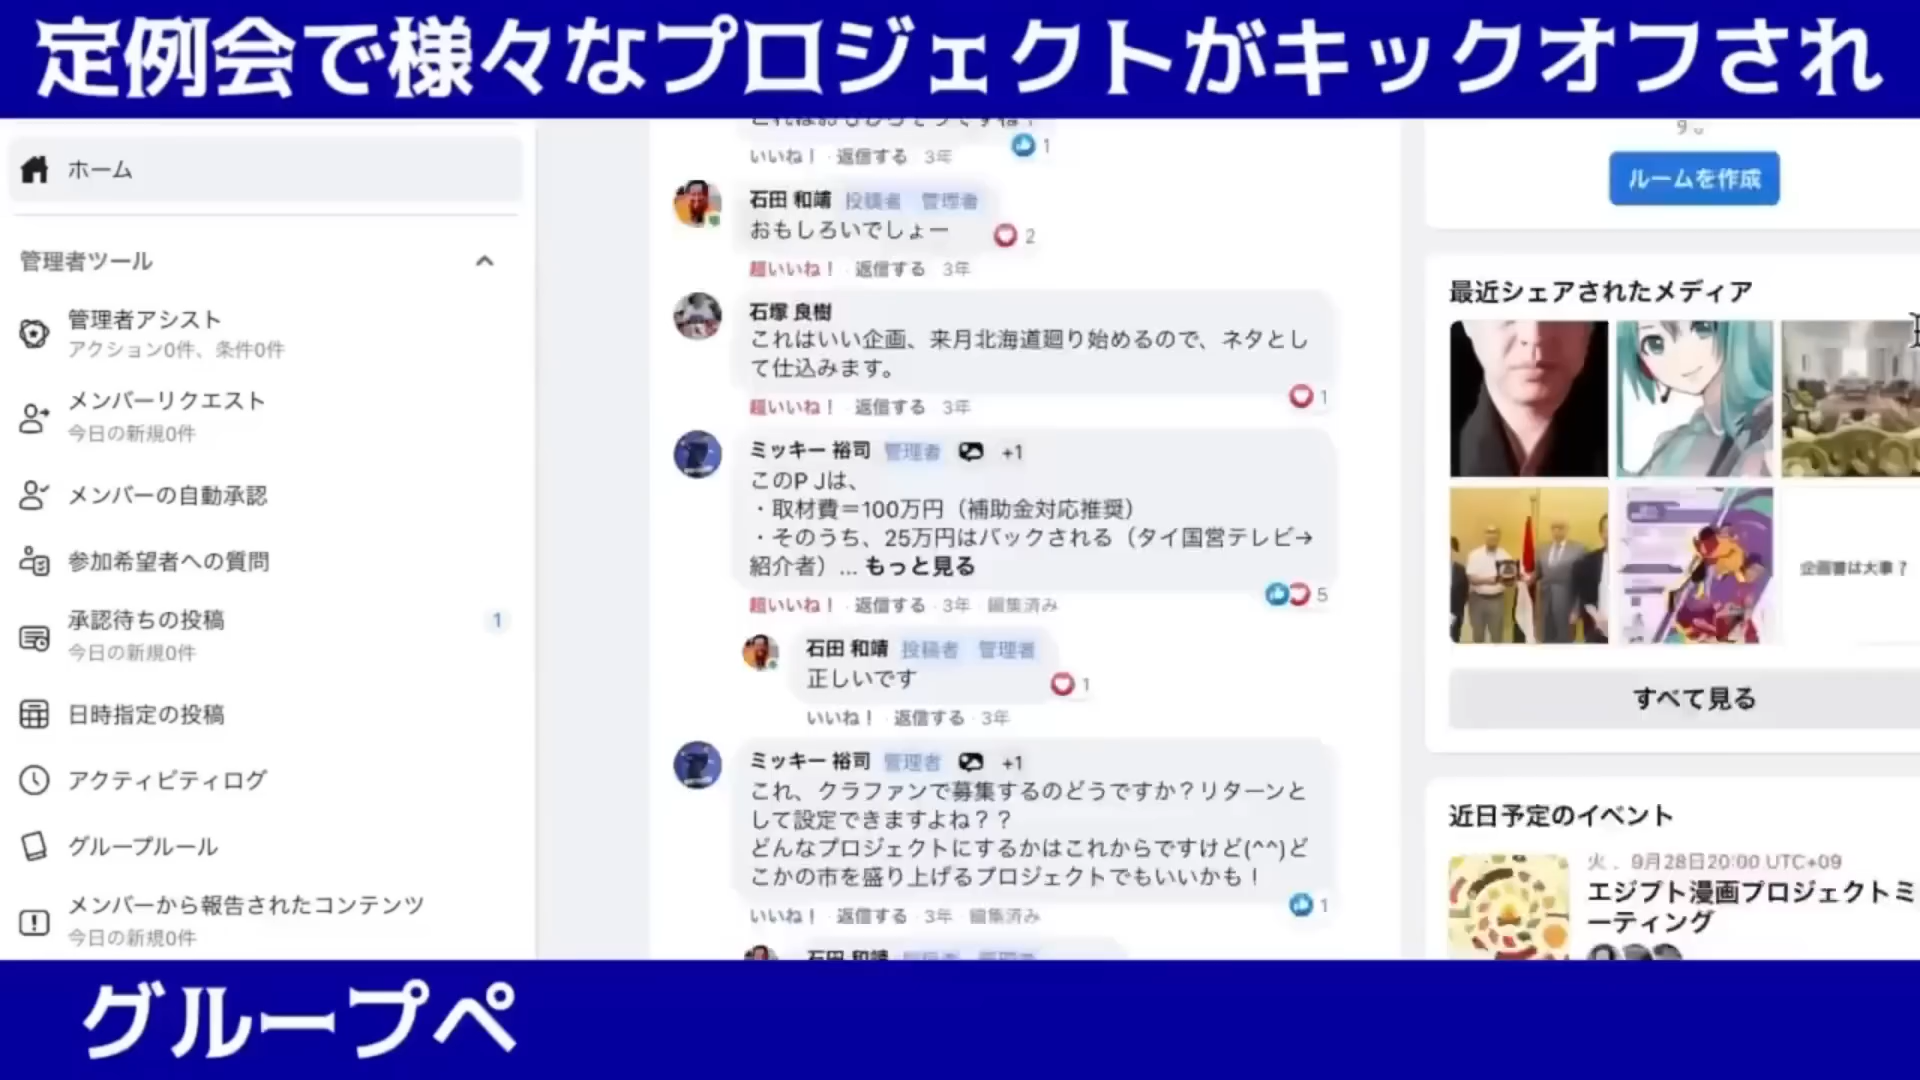 定例会で様々なプロジェクトがキックオフされ
ホーム
管理者ツール
管理者アシスト
アクション0件、条件0件
メンバーリクエスト
今日の新規0件
メンバーの自動承認
参加希望者への質問
承認待ちの投稿
1
今日の新規0件
日時指定の投稿
アクティビティログ
グループルール
メンバーから報告されたコンテンツ
今日の新規0件
いいね！ · 返信する 3年
1
石田 和靖 投稿者 管理者
おもしろいでしょー
2
超いいね！ · 返信する 3年
石塚 良樹
これはいい企画、来月北海道廻り始めるので、ネタとし
て仕込みます。
1
超いいね！ · 返信する 3年
ミッキー 裕司 管理者 +1
このPJは、
・取材費＝100万円（補助金対応推奨）
・そのうち、25万円はバックされる（タイ国営テレビ→
紹介者）... もっと見る
5
超いいね！ · 返信する · 3年 編集済み
石田 和靖 投稿者 管理者
正しいです
1
いいね！ 返信する · 3年
ミッキー 裕司 管理者 +1
これ、クラファンで募集するのどうですか？リターンと
して設定できますよね？？
どんなプロジェクトにするかはこれからですけど(^^)ど
こかの市を盛り上げるプロジェクトでもいいかも！
1
いいね！ · 返信する · 3年 · 編集済み
石田 和靖 投稿者 管理者
ルームを作成
最近シェアされたメディア
企画書は大事？
すべて見る
近日予定のイベント
火、9月28日20:00 UTC+09
エジプト漫画プロジェクトミ
ーティング
グループペ